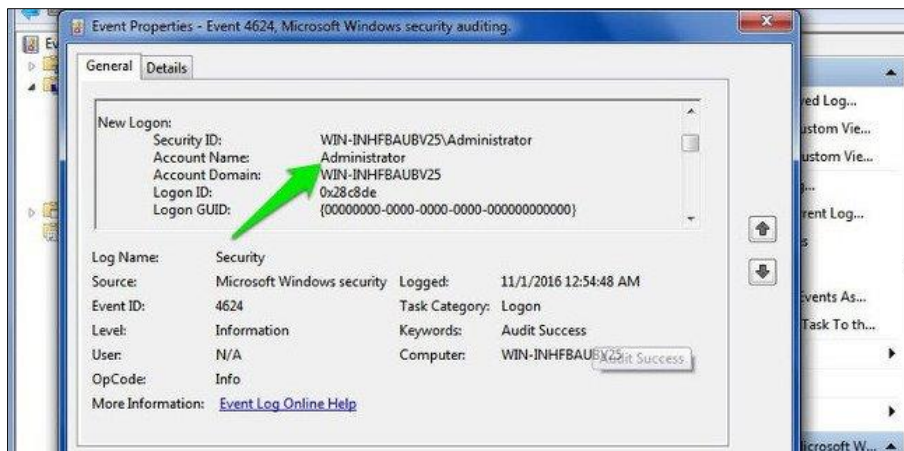 Event Properties - Event 4624, Microsoft Windows security auditing.
General Details
New Logon:
Security ID: WIN-INHFBAUBV25\Administrator
Account Name: Administrator
Account Domain: WIN-INHFBAUBV25
Logon ID: 0x28c8de
Logon GUID: {00000000-0000-0000-0000-000000000000}
Log Name: Security
Source: Microsoft Windows security Logged: 11/1/2016 12:54:48 AM
Event ID: 4624 Task Category: Logon
Level: Information Keywords: Audit Success
User: N/A Computer: WIN-INHFBAUBV25
Audit Success
OpCode: Info
More Information: Event Log Online Help
Ev
ved Log...
ustom Vie...
ustom Vie...
rent Log...
s
Events As...
Task To th...
icrosoft W...